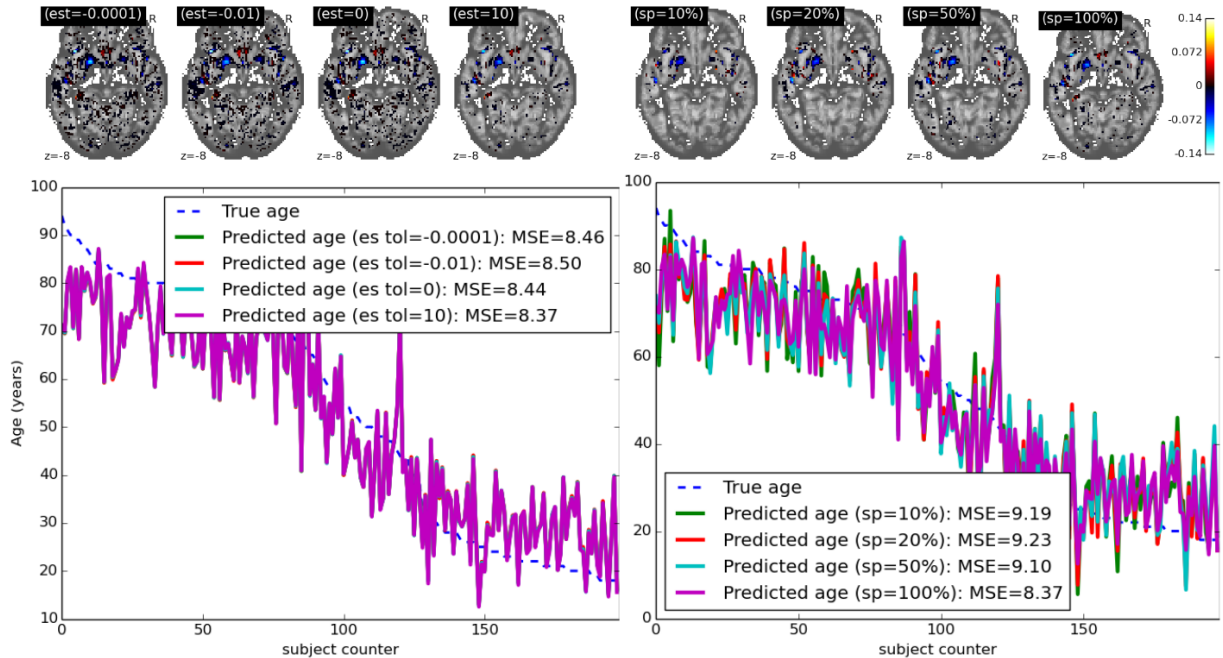 (est=-0.0001) (est=-0.01) (est=0) (est=10) R (sp=10%) (sp=20%) (sp=50%) (sp=100%) R 0.14
0.072
0
-0.072
z=-8 z=-8 z=-8 z=-8 z=-8 z=-8 z=-8 z=-8 -0.14
100
90
80
70
60
50
40
30
20
10
Age (years)
True age
Predicted age (es tol=-0.0001): MSE=8.46
Predicted age (es tol=-0.01): MSE=8.50
Predicted age (es tol=0): MSE=8.44
Predicted age (es tol=10): MSE=8.37
0 50 100 150
subject counter
100
80
60
40
20
0
True age
Predicted age (sp=10%): MSE=9.19
Predicted age (sp=20%): MSE=9.23
Predicted age (sp=50%): MSE=9.10
Predicted age (sp=100%): MSE=8.37
0 50 100 150
subject counter